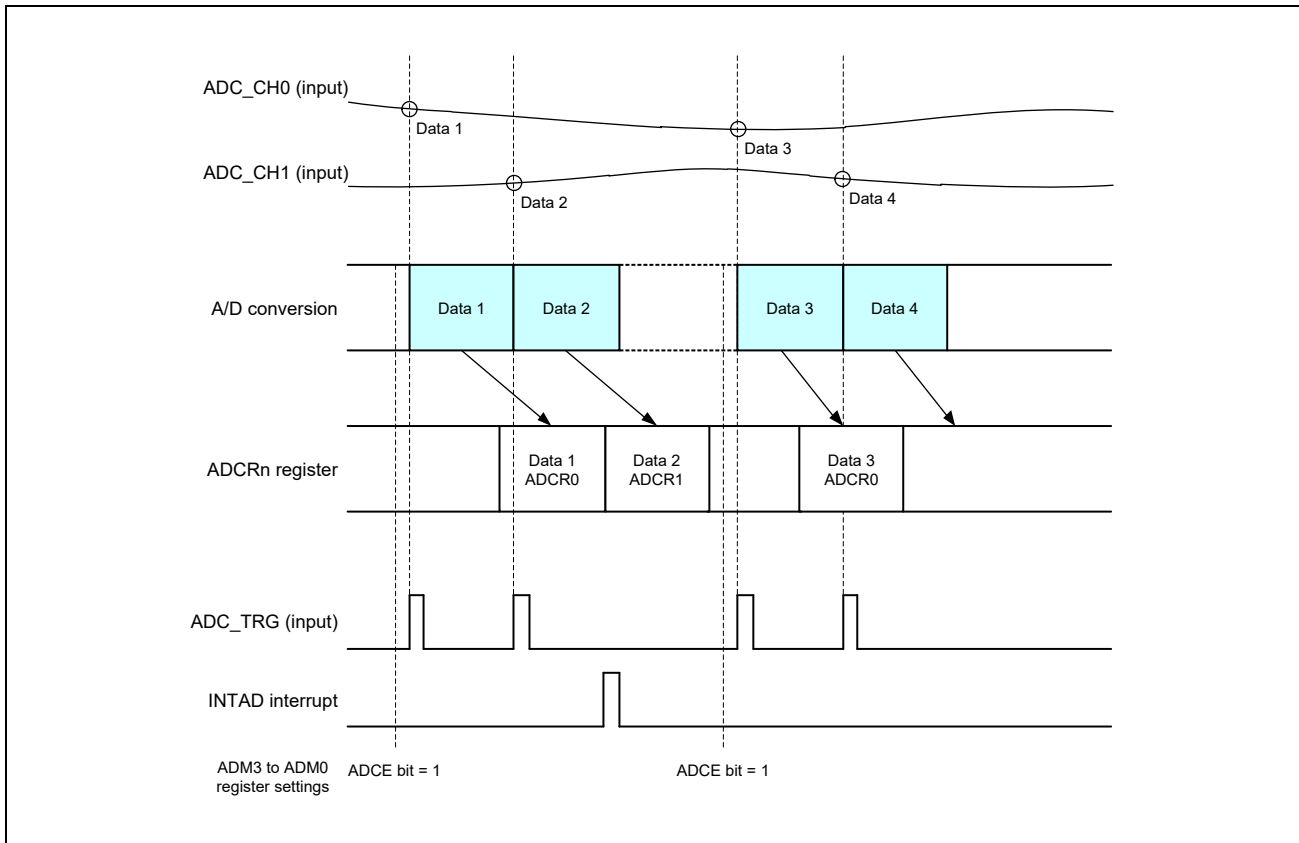 ADC_CH0 (input)
Data 1
Data 3
ADC_CH1 (input)
Data 2
Data 4
A/D conversion
Data 1
Data 2
Data 3
Data 4
ADCRn register
Data 1
ADCR0
Data 2
ADCR1
Data 3
ADCR0
ADC_TRG (input)
INTAD interrupt
ADM3 to ADM0
register settings
ADCE bit = 1
ADCE bit = 1